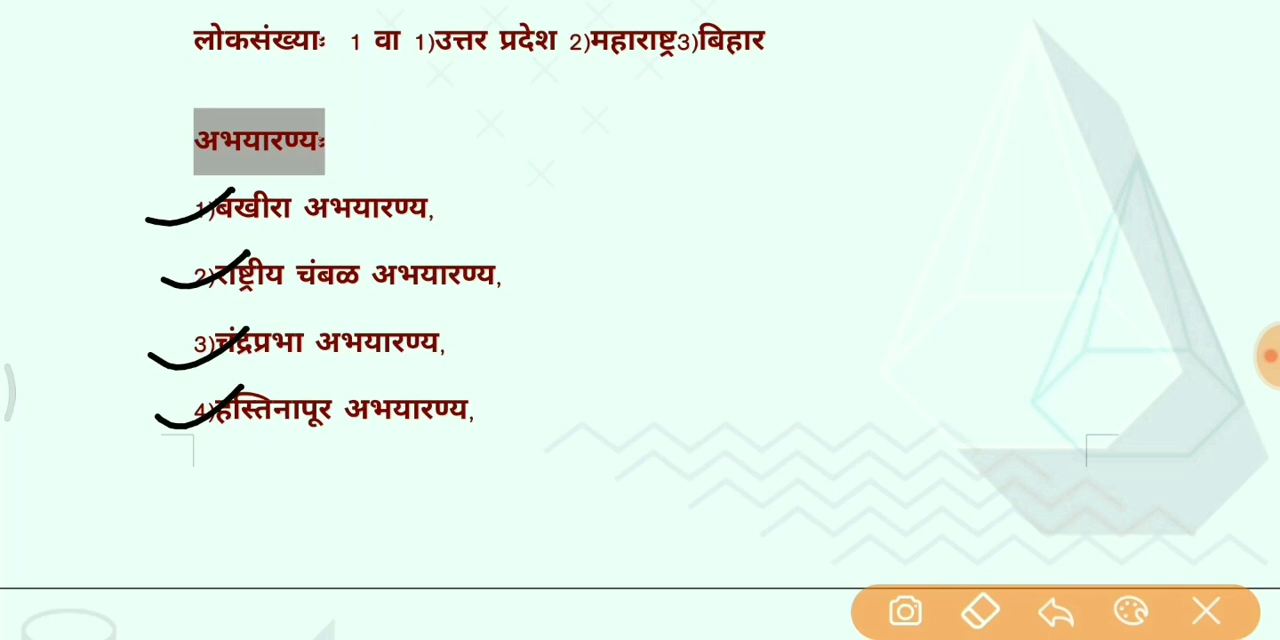 लोकसंख्याः 1 वा 1)उत्तर प्रदेश 2)महाराष्ट्र3)बिहार
अभयारण्यः
1)बखीरा अभयारण्य,
2)राष्ट्रीय चंबळ अभयारण्य,
3)चंद्रप्रभा अभयारण्य,
4)हस्तिनापूर अभयारण्य,